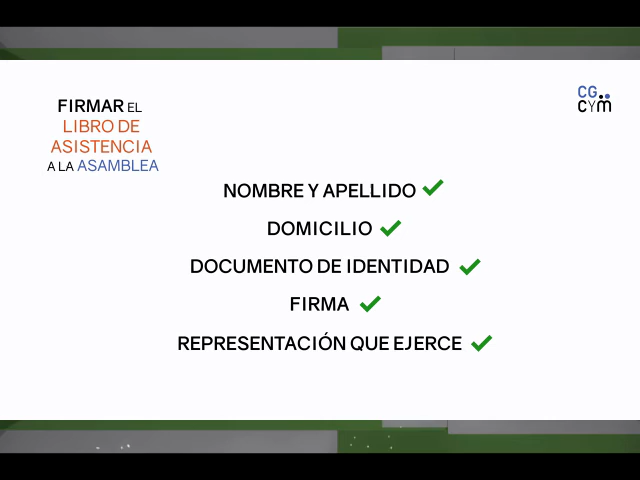 FIRMAR EL
LIBRO DE
ASISTENCIA
A LA ASAMBLEA
CG
CYM
NOMBRE Y APELLIDO
DOMICILIO
DOCUMENTO DE IDENTIDAD
FIRMA
REPRESENTACIÓN QUE EJERCE